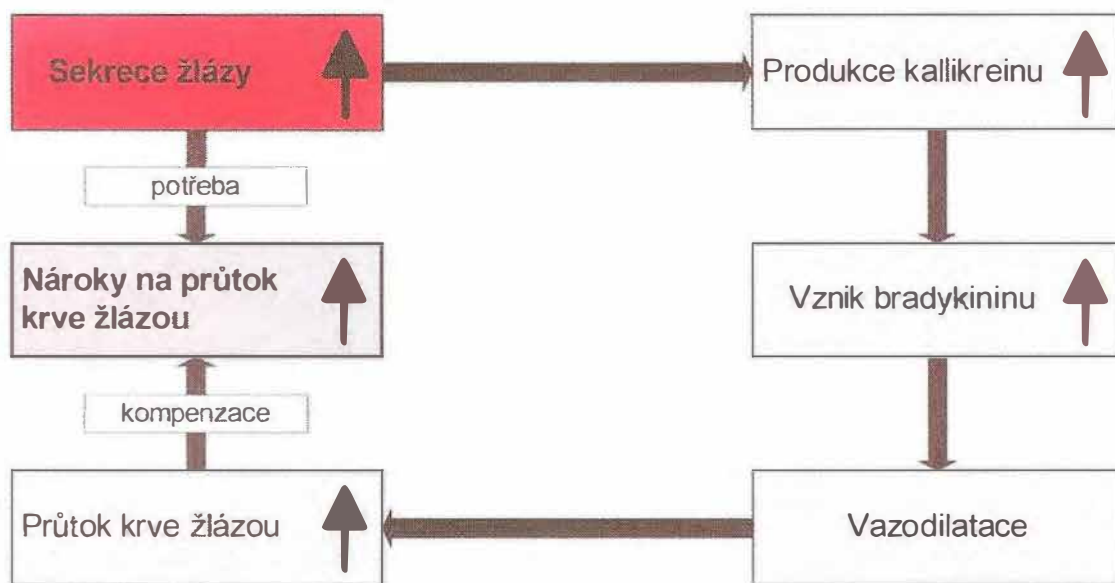 Sekrece žlázy
Produkce kallikreinu
potřeba
Nároky na průtok
krve žlázou
Vznik bradykininu
kompenzace
Průtok krve žlázou
Vazodilatace